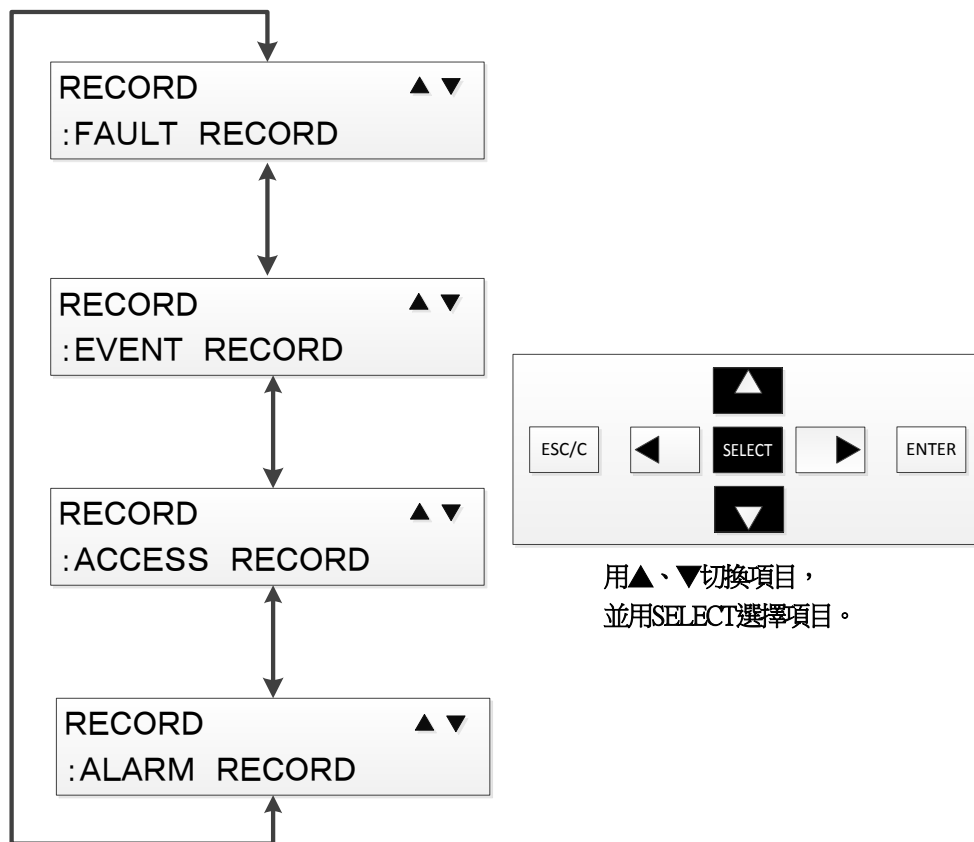 RECORD ▲ ▼
:FAULT RECORD
RECORD ▲ ▼
:EVENT RECORD
RECORD ▲ ▼
:ACCESS RECORD
RECORD ▲ ▼
:ALARM RECORD
ESC/C ◀ SELECT ▶ ENTER
用▲、▼切換項目，
並用SELECT選擇項目。